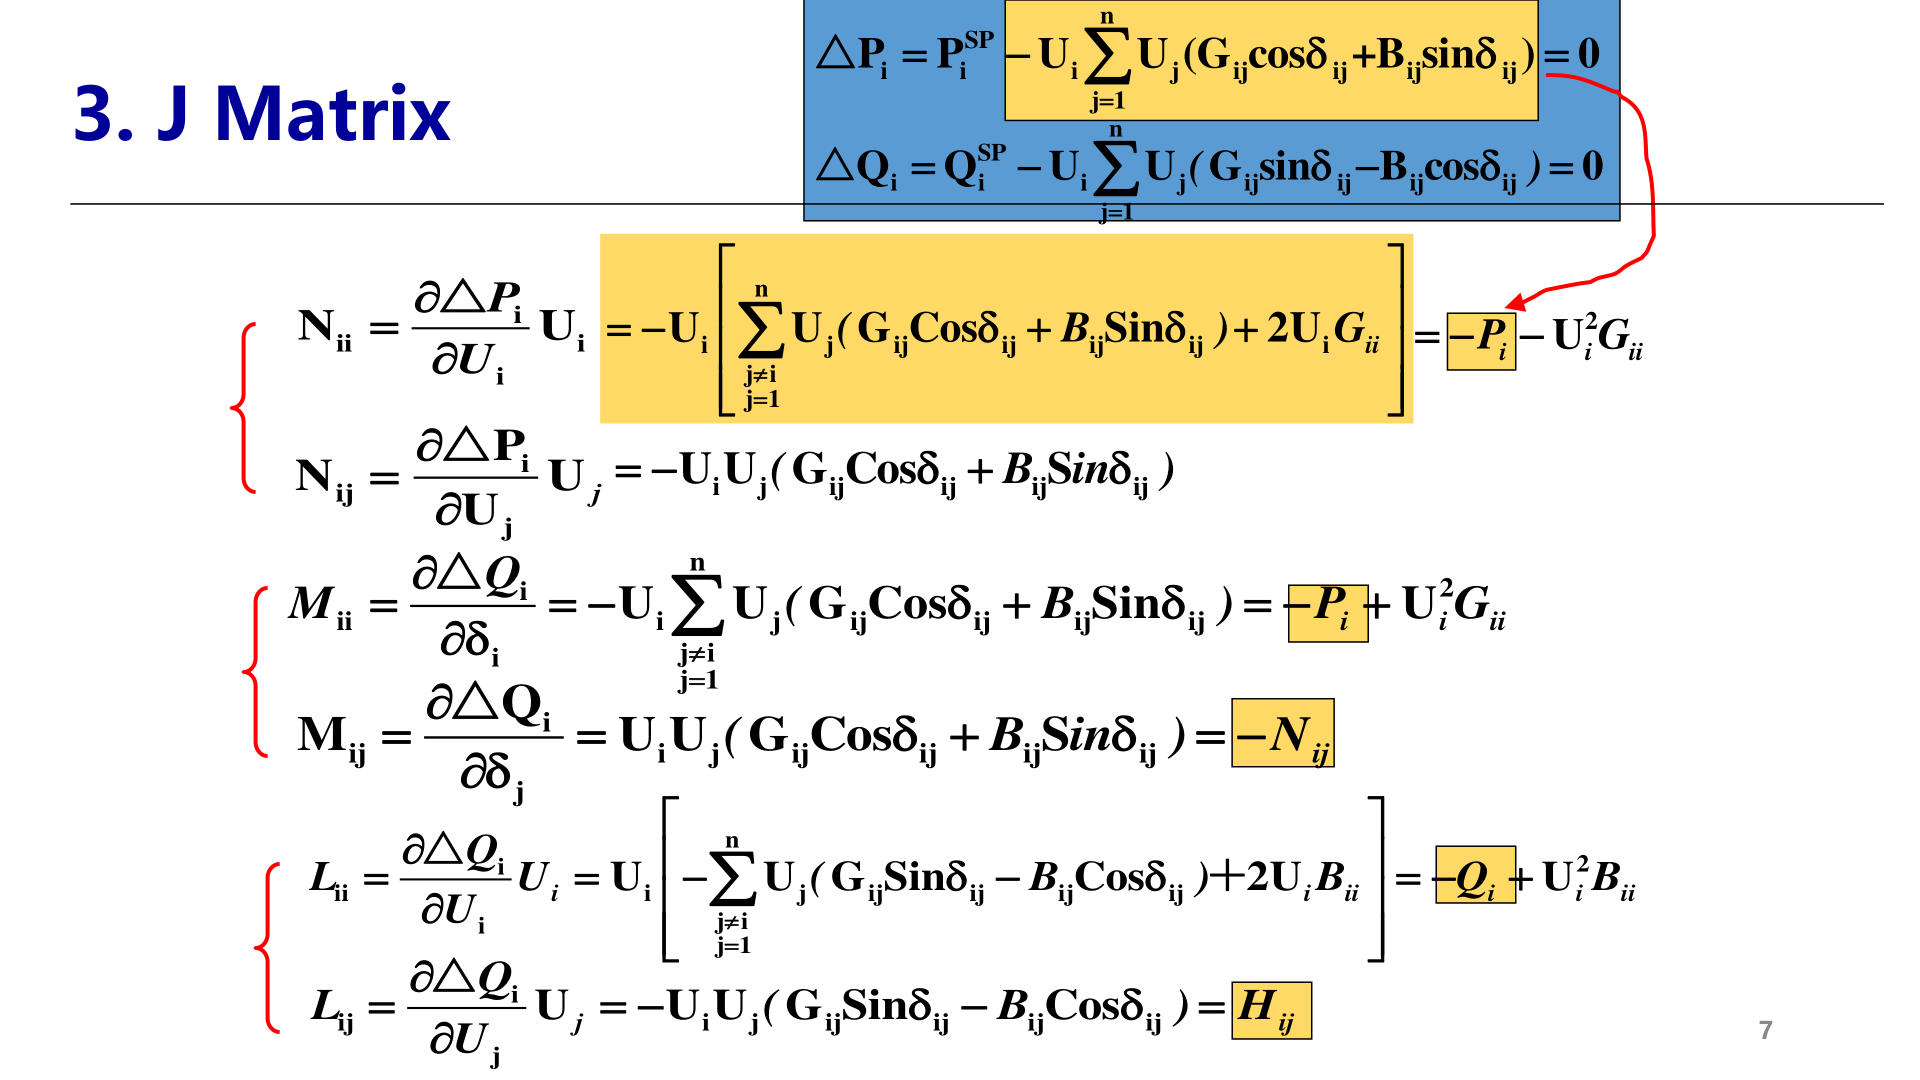 3. J Matrix
△P_i = P_i^SP − U_i ∑_{j=1}^{n} U_j (G_ij cosδ_ij + B_ij sinδ_ij) = 0
△Q_i = Q_i^SP − U_i ∑_{j=1}^{n} U_j (G_ij sinδ_ij − B_ij cosδ_ij) = 0
N_ii = ∂△P_i/∂U_i U_i = −U_i [ ∑_{j≠i, j=1}^{n} U_j (G_ij Cosδ_ij + B_ij Sinδ_ij) + 2U_i G_ii ] = −P_i − U_i^2 G_ii
N_ij = ∂△P_i/∂U_j U_j = −U_i U_j (G_ij Cosδ_ij + B_ij Sinδ_ij)
M_ii = ∂△Q_i/∂δ_i = −U_i ∑_{j≠i, j=1}^{n} U_j (G_ij Cosδ_ij + B_ij Sinδ_ij) = −P_i + U_i^2 G_ii
M_ij = ∂△Q_i/∂δ_j = U_i U_j (G_ij Cosδ_ij + B_ij Sinδ_ij) = −N_ij
L_ii = ∂△Q_i/∂U_i U_i = U_i [ −∑_{j≠i, j=1}^{n} U_j (G_ij Sinδ_ij − B_ij Cosδ_ij) + 2U_i B_ii ] = −Q_i + U_i^2 B_ii
L_ij = ∂△Q_i/∂U_j U_j = −U_i U_j (G_ij Sinδ_ij − B_ij Cosδ_ij) = H_ij
7